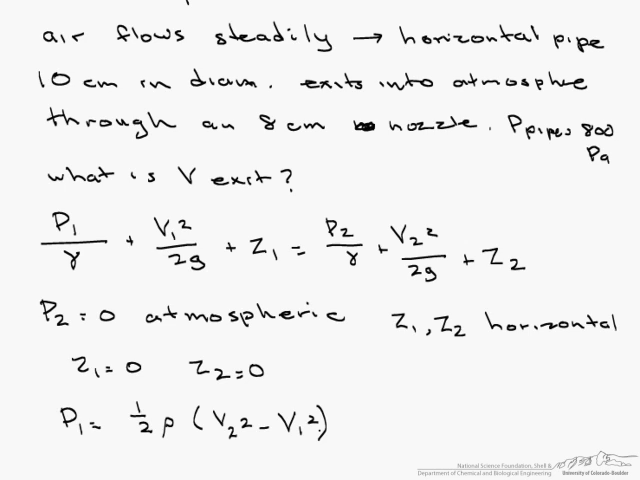 air flows steadily → horizontal pipe
10 cm in diam. exits into atmosphe
through an 8cm nozzle. Ppipe= 800
Pa
what is V exit?
P₁/γ + V₁²/2g + Z₁ = P₂/γ + V₂²/2g + Z₂
P₂ = 0 atmospheric Z₁, Z₂ horizontal
Z₁ = 0 Z₂ = 0
P₁ = 1/2 ρ (V₂² - V₁²)
National Science Foundation, Shell &
Department of Chemical and Biological Engineering
University of Colorado-Boulder